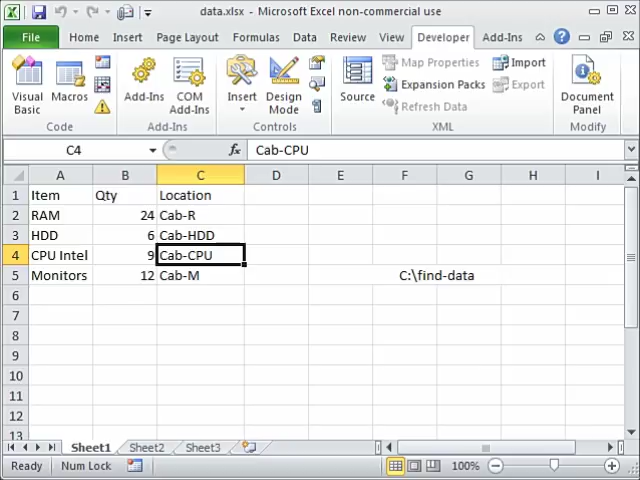 data.xlsx - Microsoft Excel non-commercial use
File Home Insert Page Layout Formulas Data Review View Developer Add-Ins
Visual Basic
Macros
Code
Add-Ins
COM Add-Ins
Add-Ins
Insert
Design Mode
Controls
Source
Map Properties
Expansion Packs
Refresh Data
Import
Export
XML
Document Panel
Modify
C4 fx Cab-CPU
A B C D E F G H I
1 Item Qty Location
2 RAM 24 Cab-R
3 HDD 6 Cab-HDD
4 CPU Intel 9 Cab-CPU
5 Monitors 12 Cab-M C:\find-data
6
7
8
9
10
11
12
13
Sheet1 Sheet2 Sheet3
Ready Num Lock 100%